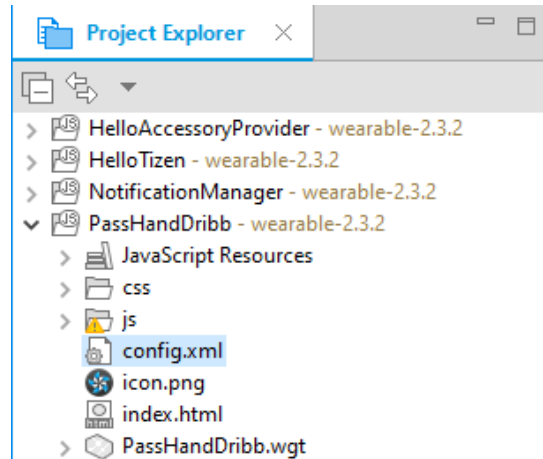 Project Explorer
HelloAccessoryProvider - wearable-2.3.2
HelloTizen - wearable-2.3.2
NotificationManager - wearable-2.3.2
PassHandDribb - wearable-2.3.2
JavaScript Resources
css
js
config.xml
icon.png
index.html
PassHandDribb.wgt